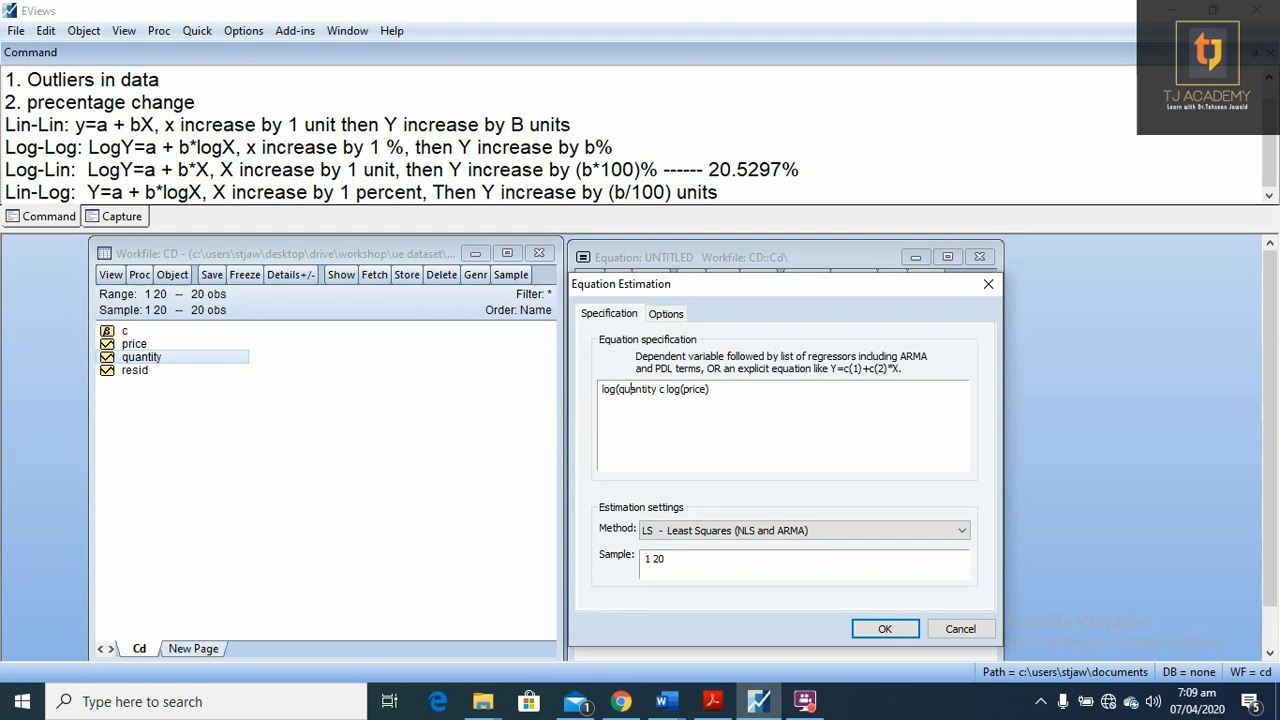 EViews
File Edit Object View Proc Quick Options Add-ins Window Help
Command
1. Outliers in data
2. precentage change
Lin-Lin: y=a + bX, x increase by 1 unit then Y increase by B units
Log-Log: LogY=a + b*logX, x increase by 1 %, then Y increase by b%
Log-Lin: LogY=a + b*X, X increase by 1 unit, then Y increase by (b*100)% ------ 20.5297%
Lin-Log: Y=a + b*logX, X increase by 1 percent, Then Y increase by (b/100) units
TJ ACADEMY
Learn with Dr.Tehseen Jawaid
Command Capture
Workfile: CD - (c:\users\stjaw\desktop\drive\workshop\ue dataset\...
View Proc Object Save Freeze Details+/- Show Fetch Store Delete Genr Sample
Range: 1 20 -- 20 obs Filter: *
Sample: 1 20 -- 20 obs Order: Name
c
price
quantity
resid
Cd New Page
Equation: UNTITLED Workfile: CD::Cd\
Equation Estimation
Specification Options
Equation specification
Dependent variable followed by list of regressors including ARMA
and PDL terms, OR an explicit equation like Y=c(1)+c(2)*X.
log(quantity c log(price)
Estimation settings
Method: LS - Least Squares (NLS and ARMA)
Sample: 1 20
OK Cancel
Activate Windows
Path = c:\users\stjaw\documents DB = none WF = cd
Type here to search
1
7:09 am
07/04/2020
5